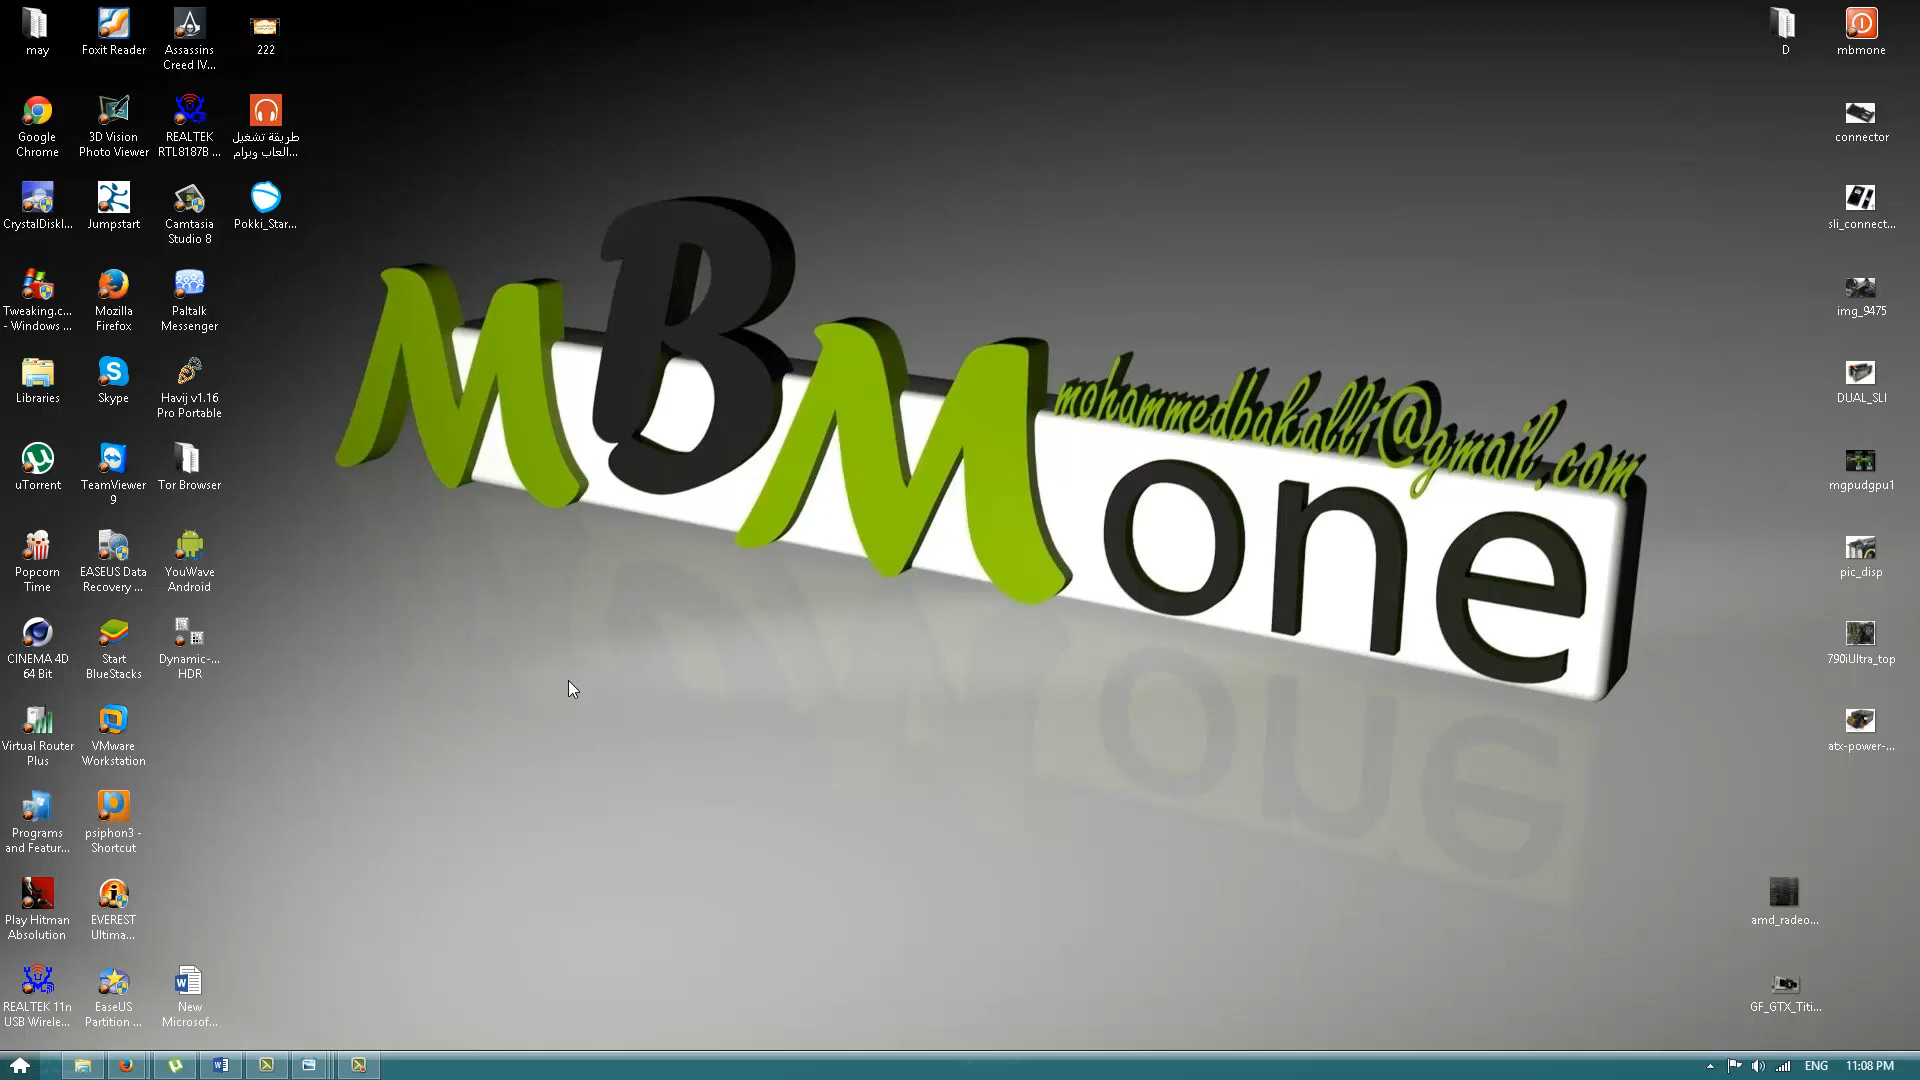 may
Foxit Reader
Assassins
Creed IV...
222
D
mbmone
Google
Chrome
3D Vision
Photo Viewer
REALTEK
RTL8187B ...
طريقة تشغيل
العاب وبرام...
connector
CrystalDiskI...
Jumpstart
Camtasia
Studio 8
Pokki_Star...
sli_connect...
Tweaking.c...
- Windows ...
Mozilla
Firefox
Paltalk
Messenger
img_9475
Libraries
Skype
Havij v1.16
Pro Portable
DUAL_SLI
MBMone
mohammedbakalli@gmail.com
uTorrent
TeamViewer
9
Tor Browser
mgpudgpu1
Popcorn
Time
EASEUS Data
Recovery ...
YouWave
Android
pic_disp
CINEMA 4D
64 Bit
Start
BlueStacks
Dynamic-...
HDR
790iUltra_top
Virtual Router
Plus
VMware
Workstation
atx-power-...
Programs
and Featur...
psiphon3 -
Shortcut
Play Hitman
Absolution
EVEREST
Ultima...
amd_radeo...
REALTEK 11n
USB Wirele...
EaseUS
Partition ...
New
Microsof...
GF_GTX_Titi...
ENG
11:08 PM